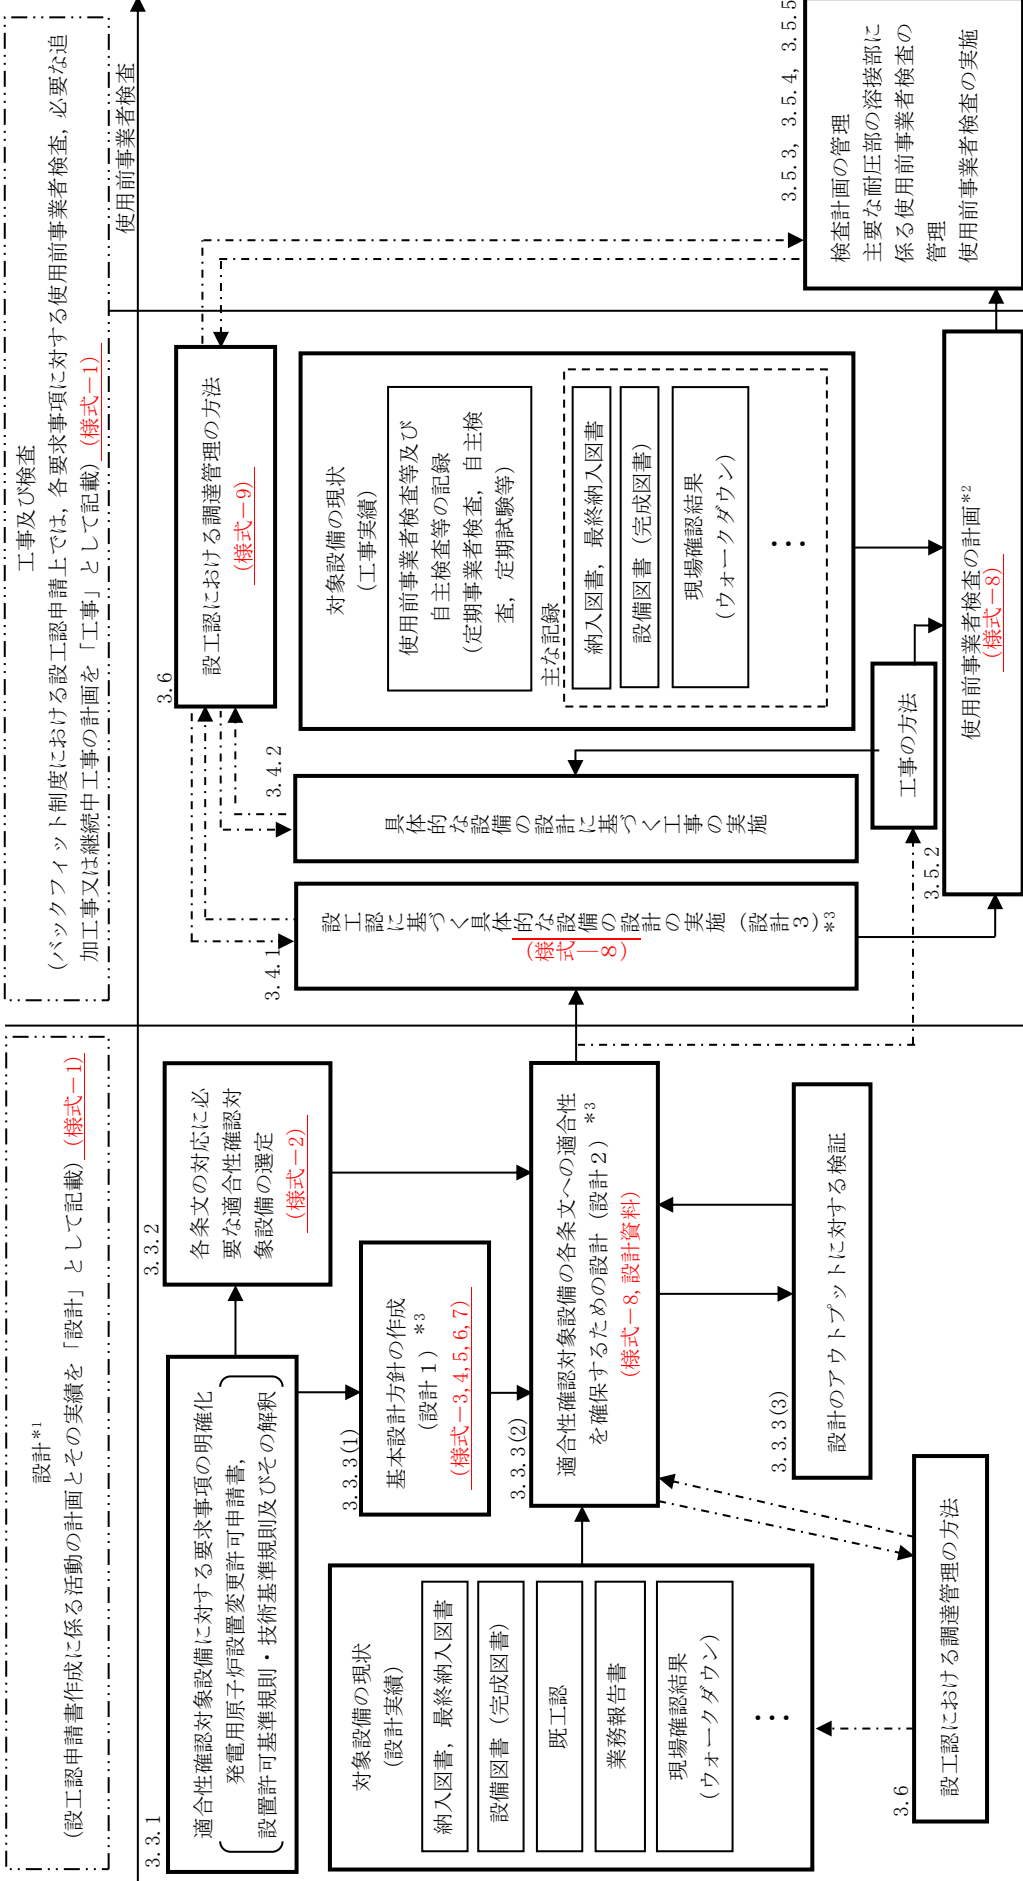 設計*1
(設工認申請書作成に係る活動の計画とその実績を「設計」として記載) (様式－1)
3.3.1
適合性確認対象設備に対する要求事項の明確化
発電用原子炉設置変更許可申請書，
設置許可基準規則・技術基準規則及びその解釈
3.3.2
各条文の対応に必
要な適合性確認対
象設備の選定
(様式－2)
3.3.3(1)
基本設計方針の作成
(設計１) *3
(様式－3,4,5,6,7)
対象設備の現状
(設計実績)
納入図書，最終納入図書
設備図書（完成図書）
既工認
業務報告書
現場確認結果
(ウォークダウン)
…
3.3.3(2)
適合性確認対象設備の各条文への適合性
を確保するための設計（設計２）*3
(様式－8,設計資料)
3.3.3(3)
設計のアウトプットに対する検証
3.6
設工認における調達管理の方法
工事及び検査
(バックフィット制度における設工認申請上では，各要求事項に対する使用前事業者検査，必要な追
加工事又は継続中工事の計画を「工事」として記載) (様式－1)
使用前事業者検査
3.6
設工認における調達管理の方法
(様式－9)
3.4.1
設工認に基づく具体的な設備の設計の実施（設計３）*3
(様式―8)
3.4.2
具体的な設備の設計に基づく工事の実施
対象設備の現状
(工事実績)
使用前事業者検査等及び
自主検査等の記録
(定期事業者検査，自主検
査，定期試験等)
主な記録
納入図書，最終納入図書
設備図書（完成図書）
現場確認結果
(ウォークダウン)
…
工事の方法
3.5.2
使用前事業者検査の計画*2
(様式－8)
3.5.3, 3.5.4, 3.5.5
検査計画の管理
主要な耐圧部の溶接部に
係る使用前事業者検査の
管理
使用前事業者検査の実施